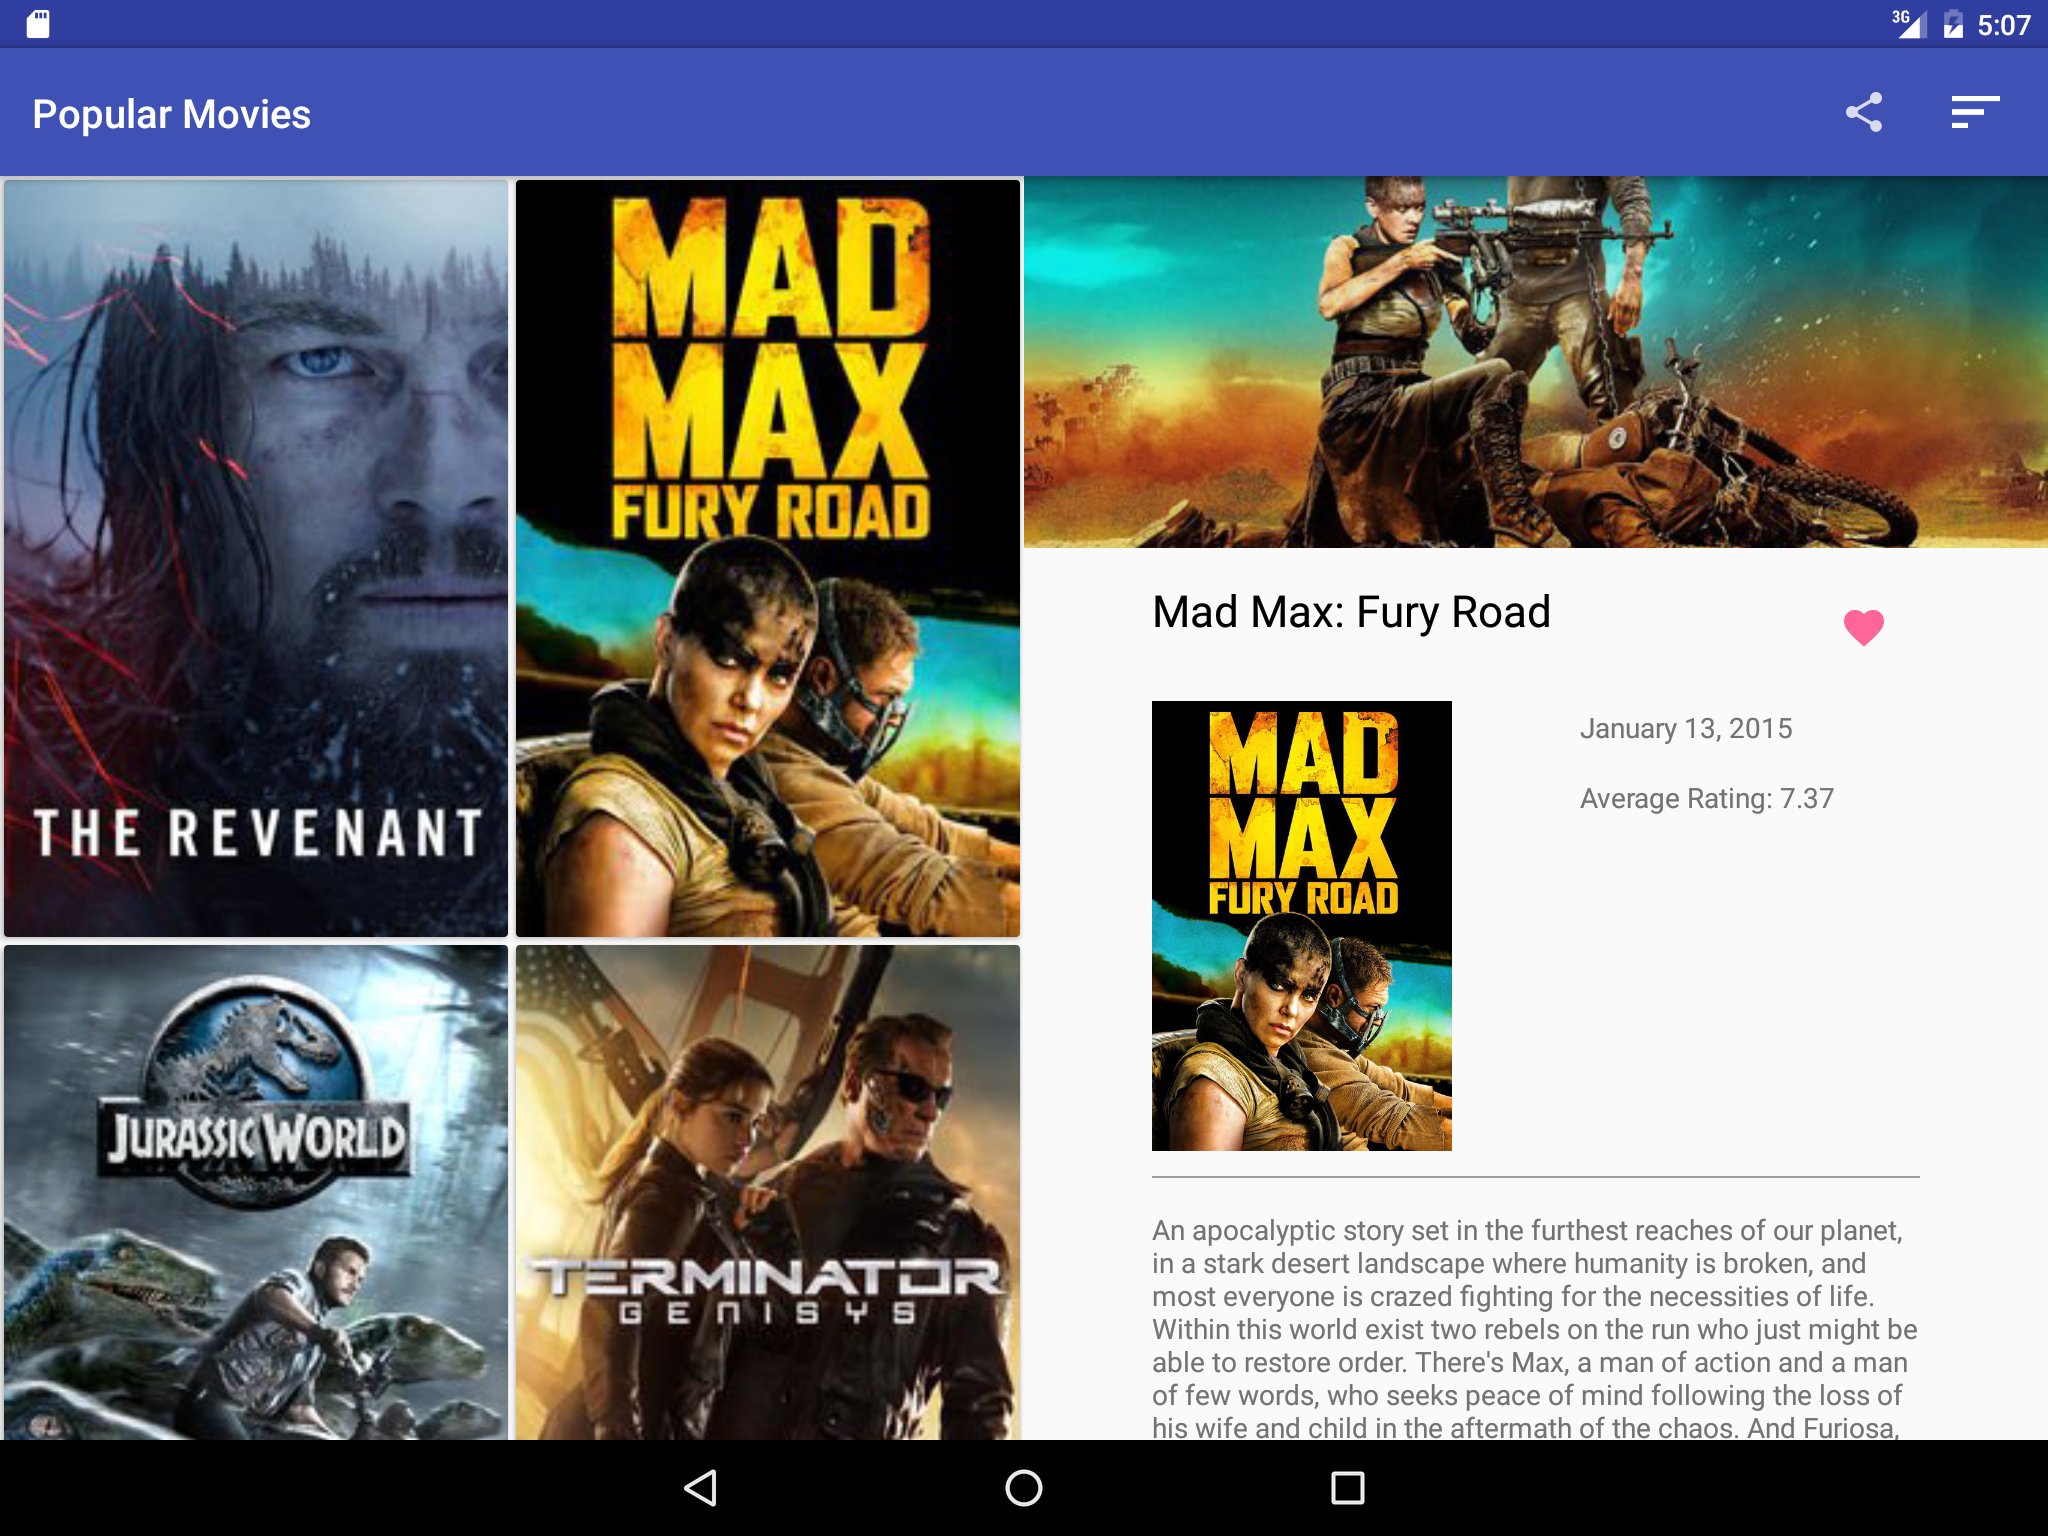 3G 5:07
Popular Movies
THE REVENANT
MAD
MAX
FURY ROAD
JURASSIC WORLD
TERMINATOR
GENISYS
Mad Max: Fury Road
MAD
MAX
FURY ROAD
January 13, 2015
Average Rating: 7.37
An apocalyptic story set in the furthest reaches of our planet,
in a stark desert landscape where humanity is broken, and
most everyone is crazed fighting for the necessities of life.
Within this world exist two rebels on the run who just might be
able to restore order. There's Max, a man of action and a man
of few words, who seeks peace of mind following the loss of
his wife and child in the aftermath of the chaos. And Furiosa,